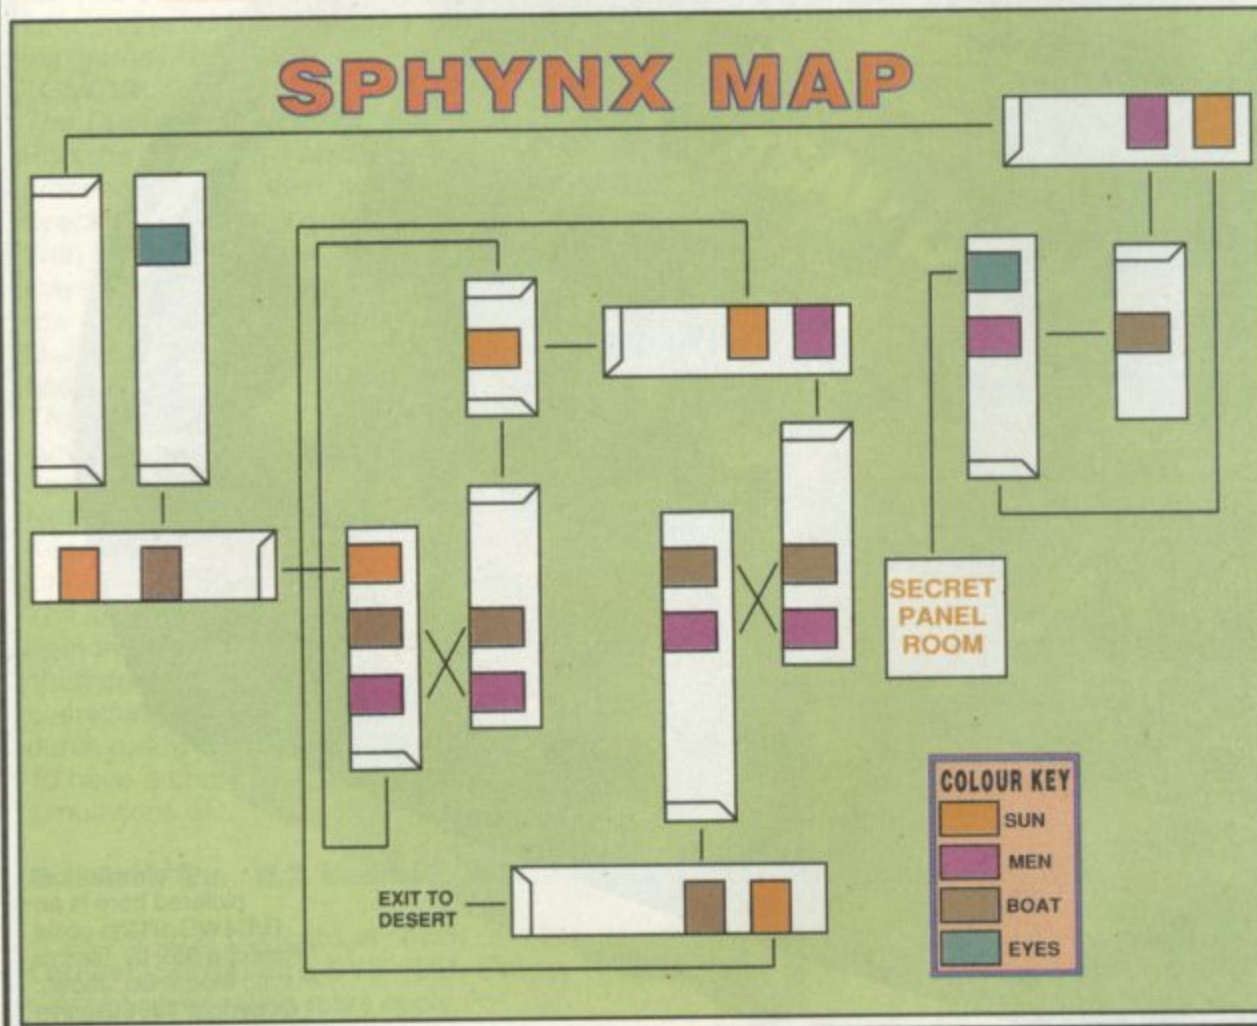 SPHYNX MAP
SECRET
PANEL
ROOM
COLOUR KEY
SUN
MEN
BOAT
EYES
EXIT TO
DESERT